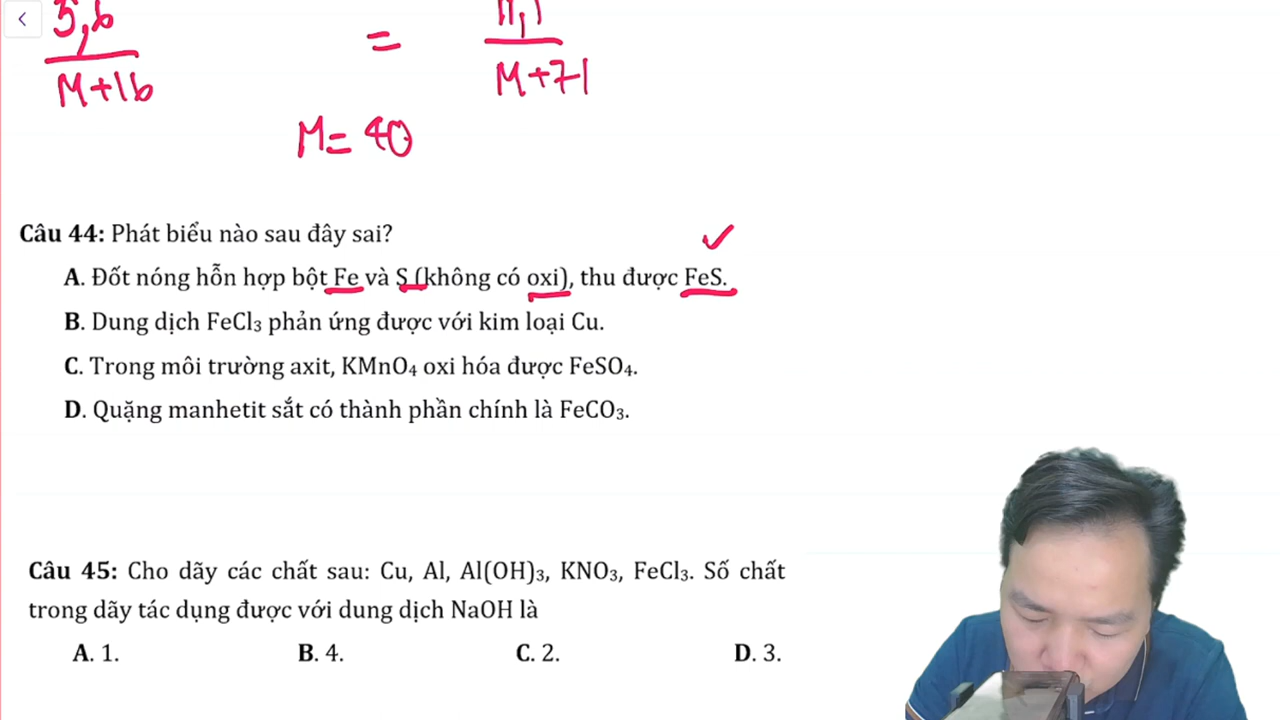 5,6 = 11,1
M+16 M+71
M = 40
Câu 44: Phát biểu nào sau đây sai?
A. Đốt nóng hỗn hợp bột Fe và S (không có oxi), thu được FeS.
B. Dung dịch FeCl₃ phản ứng được với kim loại Cu.
C. Trong môi trường axit, KMnO₄ oxi hóa được FeSO₄.
D. Quặng manhetit sắt có thành phần chính là FeCO₃.
Câu 45: Cho dãy các chất sau: Cu, Al, Al(OH)₃, KNO₃, FeCl₃. Số chất
trong dãy tác dụng được với dung dịch NaOH là
A. 1. B. 4. C. 2. D. 3.